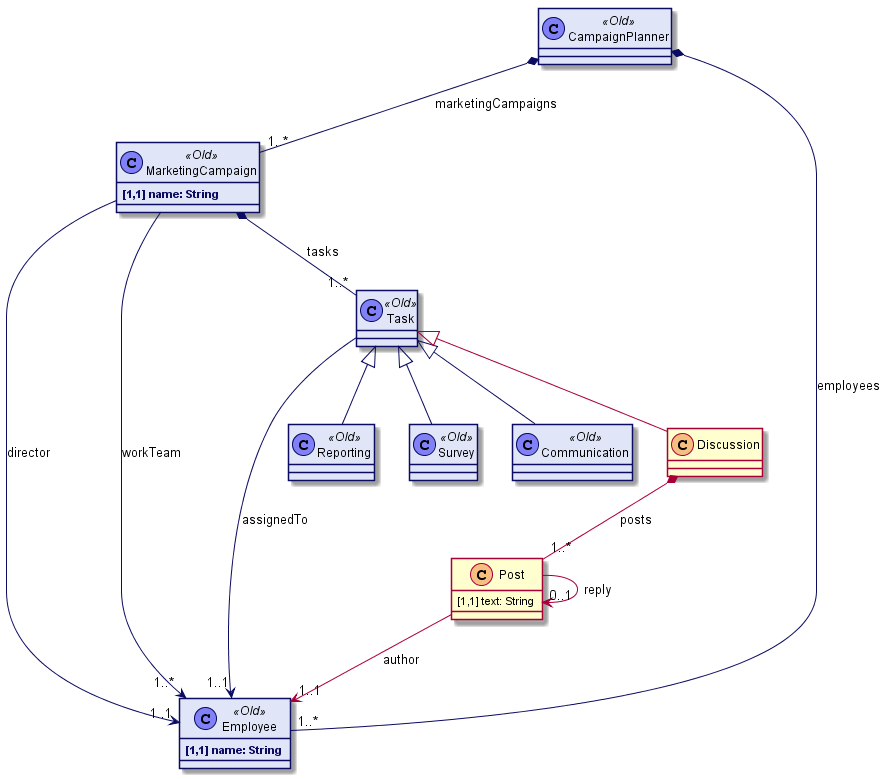 C
«Old»
CampaignPlanner
marketingCampaigns
1..*
C
«Old»
MarketingCampaign
[1,1] name: String
tasks
1..*
C
«Old»
Task
employees
C
«Old»
Reporting
C
«Old»
Survey
C
«Old»
Communication
C
Discussion
director
workTeam
assignedTo
posts
1..*
C
Post
[1,1] text: String
0..1
reply
author
1..*
1..1
1..1
1..1
1..*
C
«Old»
Employee
[1,1] name: String